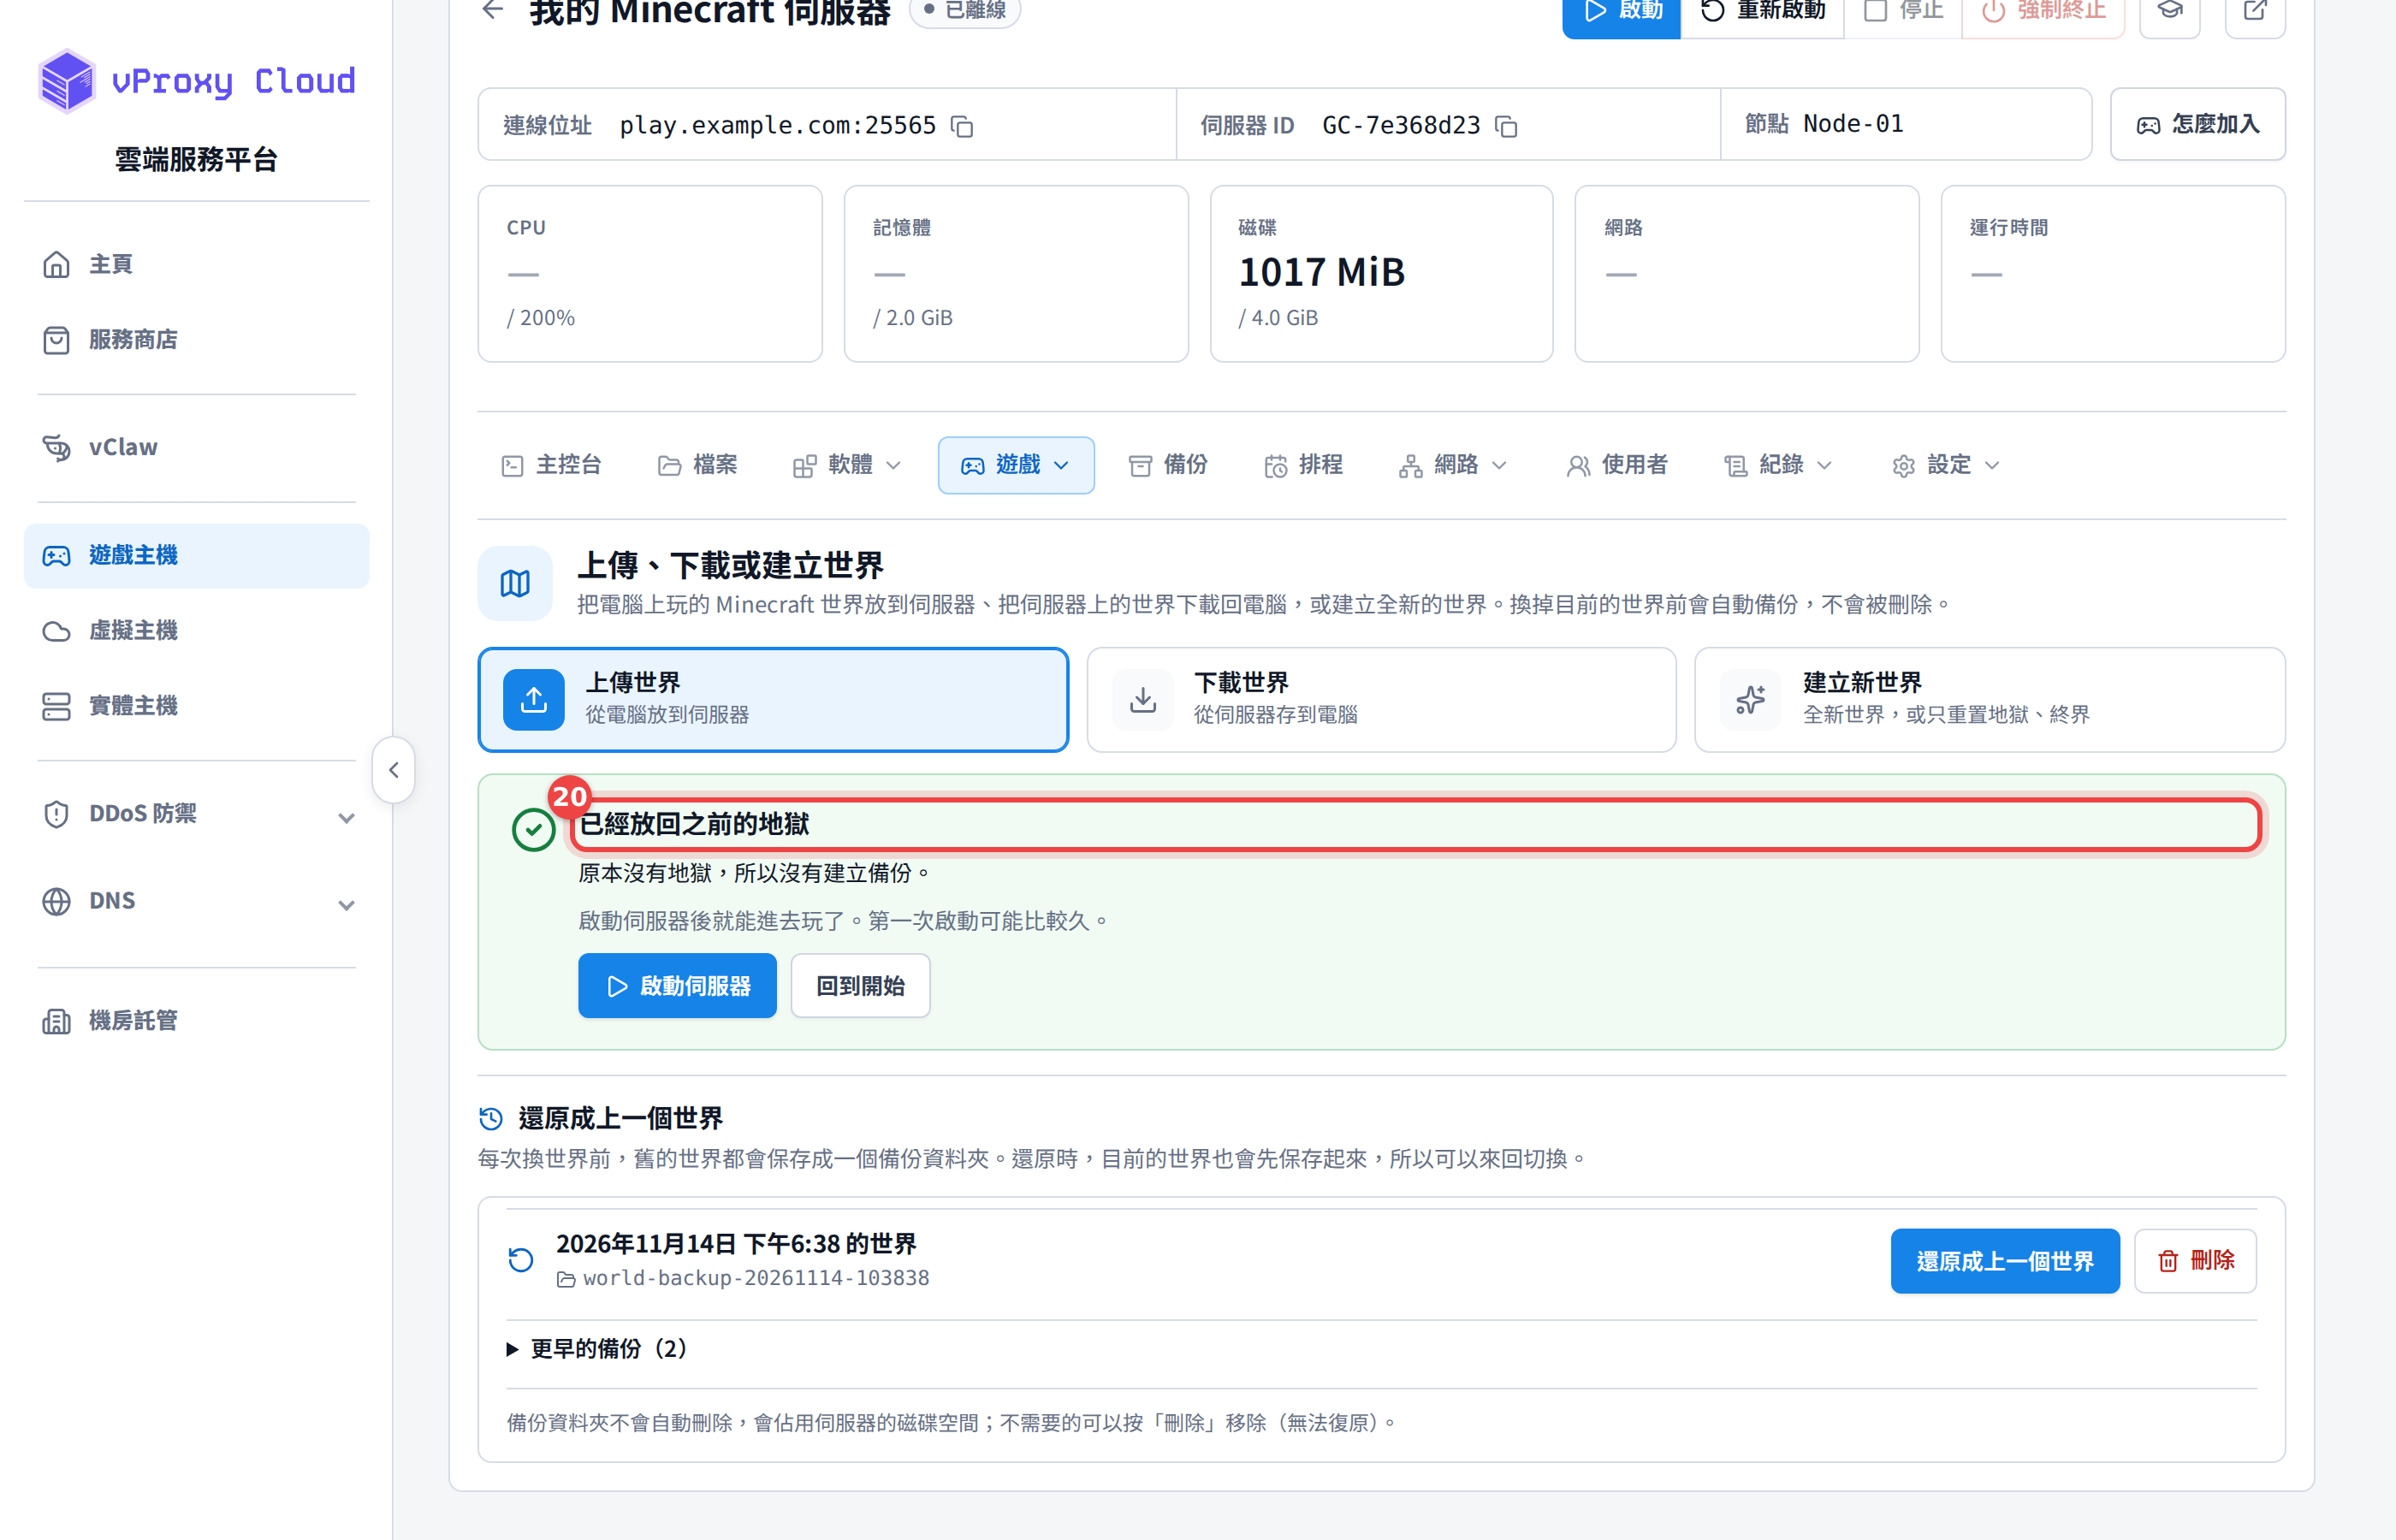 我的 Minecraft 伺服器
已離線
啟動
重新啟動
停止
強制終止
vProxy Cloud
雲端服務平台
主頁
服務商店
vClaw
遊戲主機
虛擬主機
實體主機
DDoS 防禦
DNS
機房託管
連線位址 play.example.com:25565
伺服器 ID GC-7e368d23
節點 Node-01
怎麼加入
CPU
—
/ 200%
記憶體
—
/ 2.0 GiB
磁碟
1017 MiB
/ 4.0 GiB
網路
—
運行時間
—
主控台
檔案
軟體
遊戲
備份
排程
網路
使用者
紀錄
設定
上傳、下載或建立世界
把電腦上玩的 Minecraft 世界放到伺服器、把伺服器上的世界下載回電腦，或建立全新的世界。換掉目前的世界前會自動備份，不會被刪除。
上傳世界
從電腦放到伺服器
下載世界
從伺服器存到電腦
建立新世界
全新世界，或只重置地獄、終界
20
已經放回之前的地獄
原本沒有地獄，所以沒有建立備份。
啟動伺服器後就能進去玩了。第一次啟動可能比較久。
啟動伺服器
回到開始
還原成上一個世界
每次換世界前，舊的世界都會保存成一個備份資料夾。還原時，目前的世界也會先保存起來，所以可以來回切換。
2026年11月14日 下午6:38 的世界
world-backup-20261114-103838
還原成上一個世界
刪除
更早的備份（2）
備份資料夾不會自動刪除，會佔用伺服器的磁碟空間；不需要的可以按「刪除」移除（無法復原）。